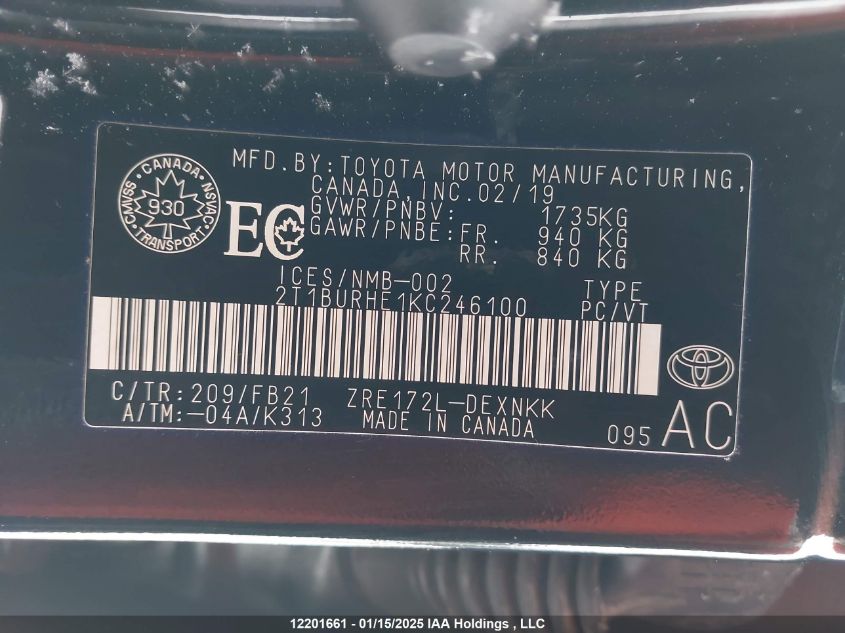 CANADA
CMVSS
NSVAC
930
TRANSPORT
EC
MFD.BY:TOYOTA MOTOR MANUFACTURING,
CANADA,INC.02/19
GVWR/PNBV: 1735KG
GAWR/PNBE:FR. 940 KG
RR. 840 KG
ICES/NMB-002 TYPE
2T1BURHE1KC246100 PC/VT
C/TR:209/FB21 ZRE172L-DEXNKK
A/TM:-04A/K313 MADE IN CANADA 095 AC
12201661 - 01/15/2025 IAA Holdings , LLC